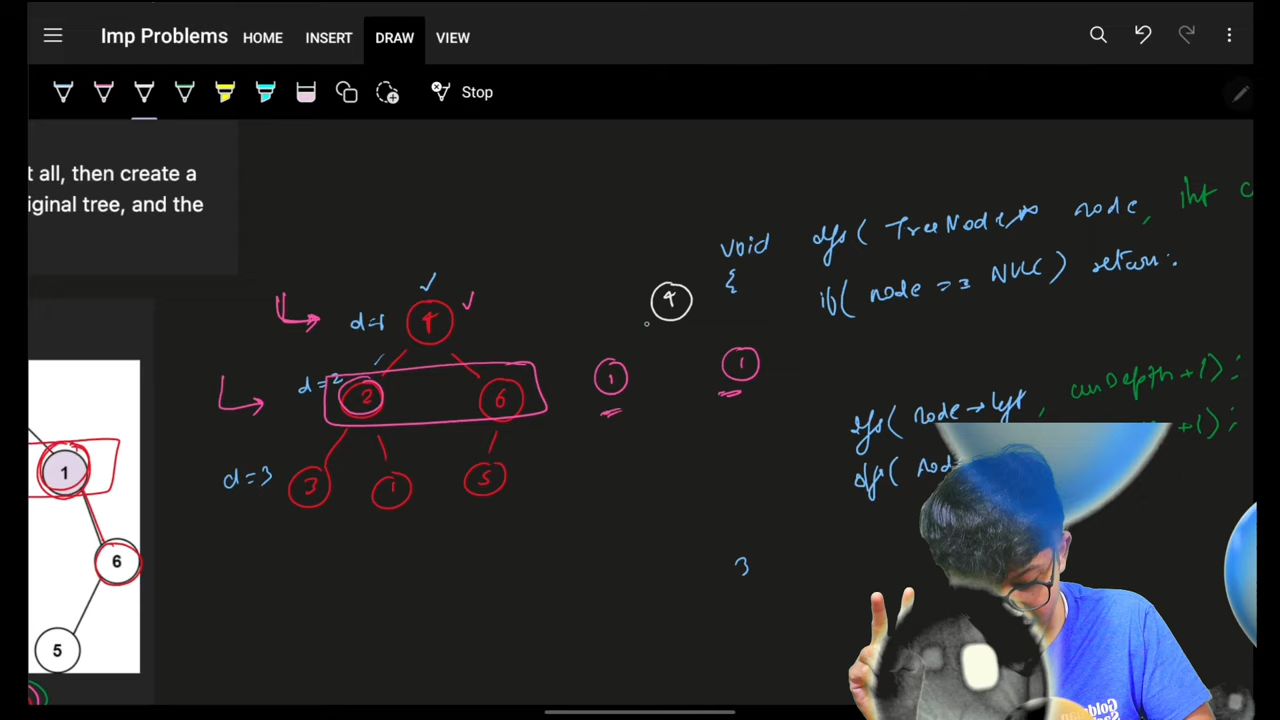 Imp Problems HOME INSERT DRAW VIEW
Stop
t all, then create a
iginal tree, and the
void dfs( TreeNode* node, int c
{ if( node == NULL) return;
d=1 4
4
d=2 2 6
1 1
dfs( node→left, curDepth+1);
dfs( nod +1);
d=3 3 1 5
1
6
5
}